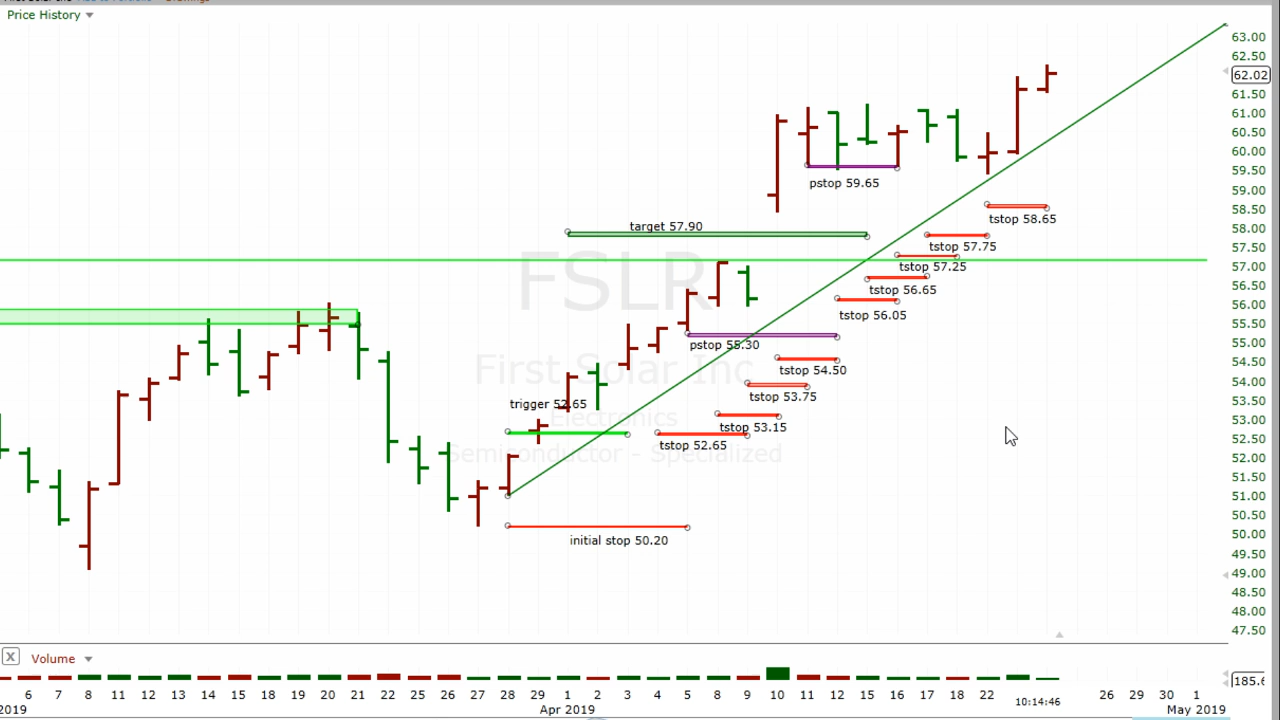 Price History
63.00
62.50
62.02
61.50
61.00
60.50
60.00
59.50
59.00
58.50
58.00
57.50
57.00
56.50
56.00
55.50
55.00
54.50
54.00
53.50
53.00
52.50
52.00
51.50
51.00
50.50
50.00
49.50
49.00
48.50
48.00
47.50
pstop 59.65
tstop 58.65
target 57.90
tstop 57.75
tstop 57.25
FSLR
tstop 56.65
tstop 56.05
pstop 55.30
First Solar Inc
tstop 54.50
tstop 53.75
trigger 52.65
Electronics
tstop 53.15
tstop 52.65
Semiconductor - Specialized
initial stop 50.20
X Volume
185.6
6 7 8 11 12 13 14 15 18 19 20 21 22 25 26 27 28 29 1 2 3 4 5 8 9 10 11 12 15 16 17 18 22 26 29 30 1
10:14:46
2019 Apr 2019 May 2019